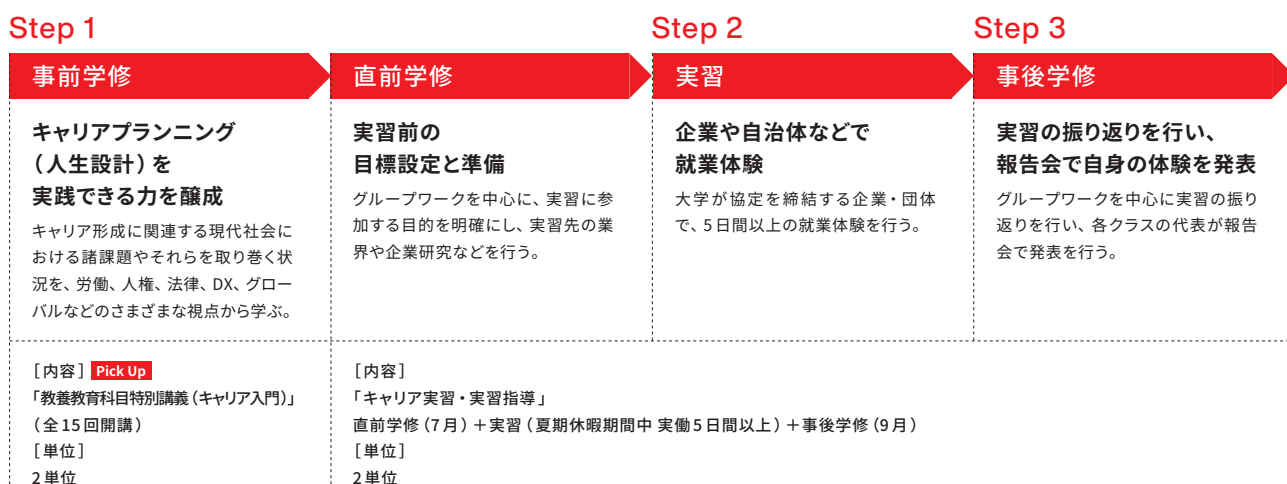 Step 1
事前学修
キャリアプランニング
（人生設計）を
実践できる力を醸成
キャリア形成に関連する現代社会に
おける諸課題やそれらを取り巻く状
況を、労働、人権、法律、DX、グロー
バルなどのさまざまな視点から学ぶ。
［内容］ Pick Up
「教養教育科目特別講義（キャリア入門）」
（全15回開講）
［単位］
2単位
直前学修
実習前の
目標設定と準備
グループワークを中心に、実習に参
加する目的を明確にし、実習先の業
界や企業研究などを行う。
Step 2
実習
企業や自治体などで
就業体験
大学が協定を締結する企業・団体
で、5日間以上の就業体験を行う。
Step 3
事後学修
実習の振り返りを行い、
報告会で自身の体験を発表
グループワークを中心に実習の振り
返りを行い、各クラスの代表が報告
会で発表を行う。
［内容］
「キャリア実習・実習指導」
直前学修（7月）＋実習（夏期休暇期間中 実働5日間以上）＋事後学修（9月）
［単位］
2単位